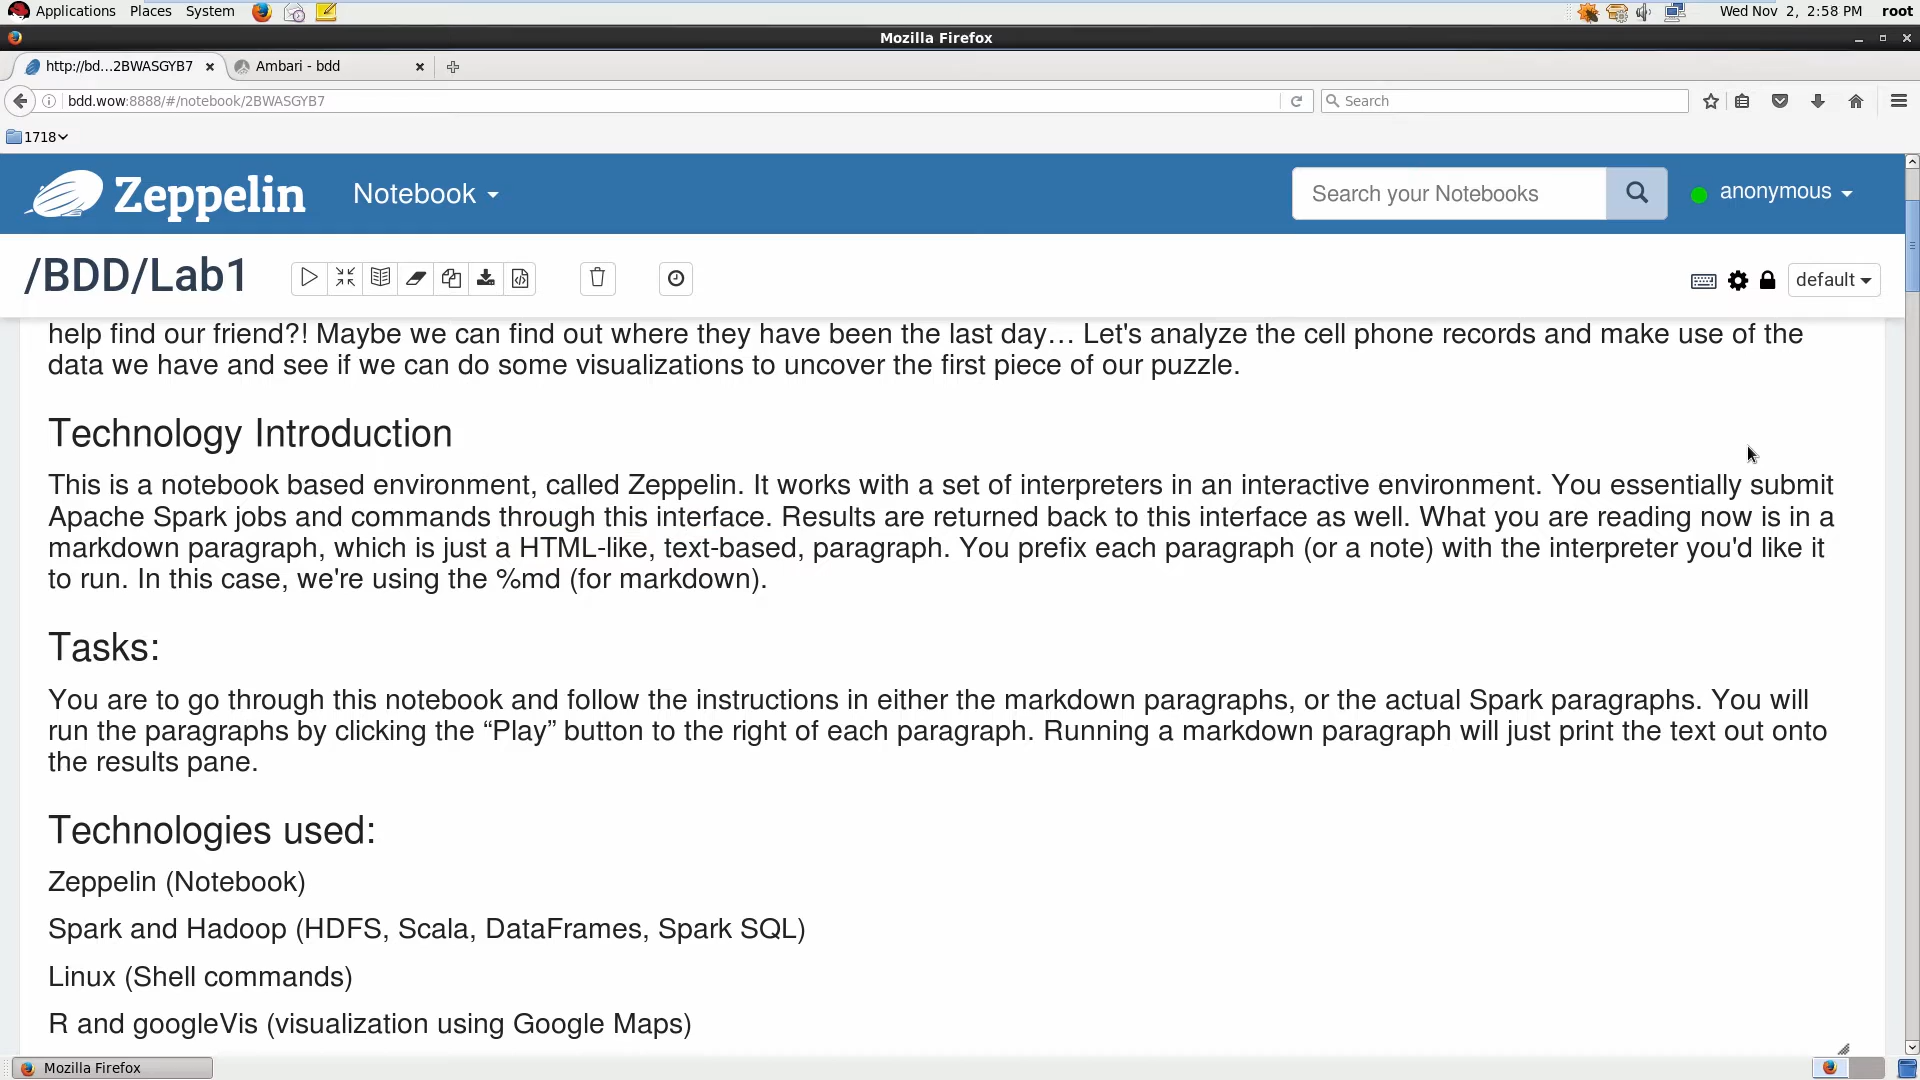 Applications Places System Wed Nov 2, 2:58 PM root
Mozilla Firefox
http://bd...2BWASGYB7 Ambari - bdd
bdd.wow:8888/#/notebook/2BWASGYB7 Search
1718
Zeppelin Notebook Search your Notebooks anonymous
/BDD/Lab1 default
help find our friend?! Maybe we can find out where they have been the last day… Let's analyze the cell phone records and make use of the
data we have and see if we can do some visualizations to uncover the first piece of our puzzle.
Technology Introduction
This is a notebook based environment, called Zeppelin. It works with a set of interpreters in an interactive environment. You essentially submit
Apache Spark jobs and commands through this interface. Results are returned back to this interface as well. What you are reading now is in a
markdown paragraph, which is just a HTML-like, text-based, paragraph. You prefix each paragraph (or a note) with the interpreter you'd like it
to run. In this case, we're using the %md (for markdown).
Tasks:
You are to go through this notebook and follow the instructions in either the markdown paragraphs, or the actual Spark paragraphs. You will
run the paragraphs by clicking the “Play” button to the right of each paragraph. Running a markdown paragraph will just print the text out onto
the results pane.
Technologies used:
Zeppelin (Notebook)
Spark and Hadoop (HDFS, Scala, DataFrames, Spark SQL)
Linux (Shell commands)
R and googleVis (visualization using Google Maps)
Mozilla Firefox